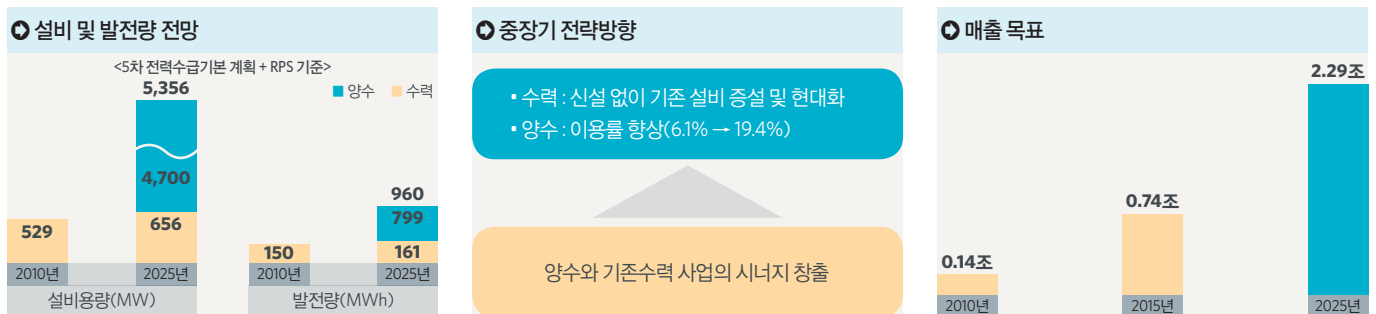 설비 및 발전량 전망
<5차 전력수급기본 계획 + RPS 기준>
양수 수력
5,356
4,700
529
656
960
799
150
161
2010년 2025년 2010년 2025년
설비용량(MW) 발전량(MWh)
중장기 전략방향
• 수력 : 신설 없이 기존 설비 증설 및 현대화
• 양수 : 이용률 향상(6.1% → 19.4%)
양수와 기존수력 사업의 시너지 창출
매출 목표
2.29조
0.74조
0.14조
2010년 2015년 2025년